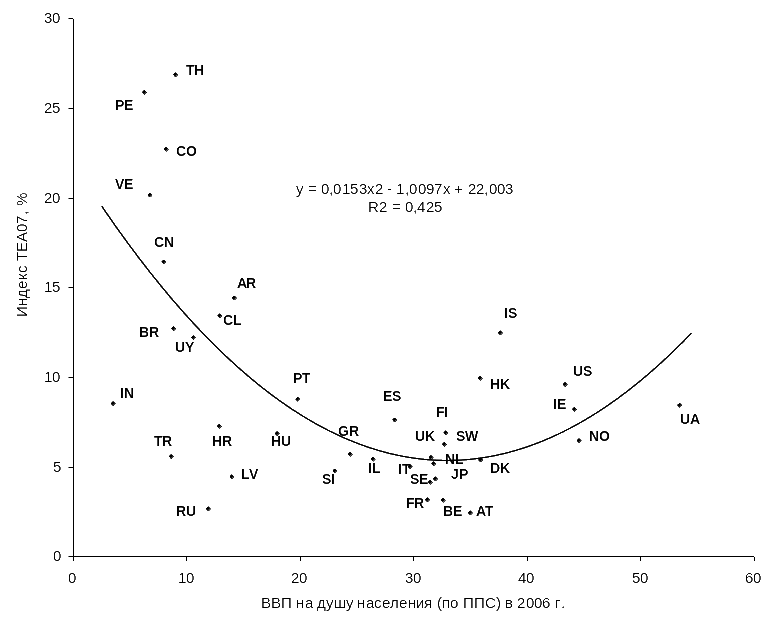 30
TH
PE
25
CO
VE
y = 0,0153x2 - 1,0097x + 22,003
R2 = 0,425
20
Индекс TEA07, %
CN
AR
15
IS
CL
BR
UY
US
PT
HK
10
IN
ES
IE
FI
UA
GR
UK SW
NO
TR HR HU
NL
IT
IL
DK
JP
5
LV
SI
SE
FR
RU
BE AT
0
0 10 20 30 40 50 60
ВВП на душу населения (по ППС) в 2006 г.